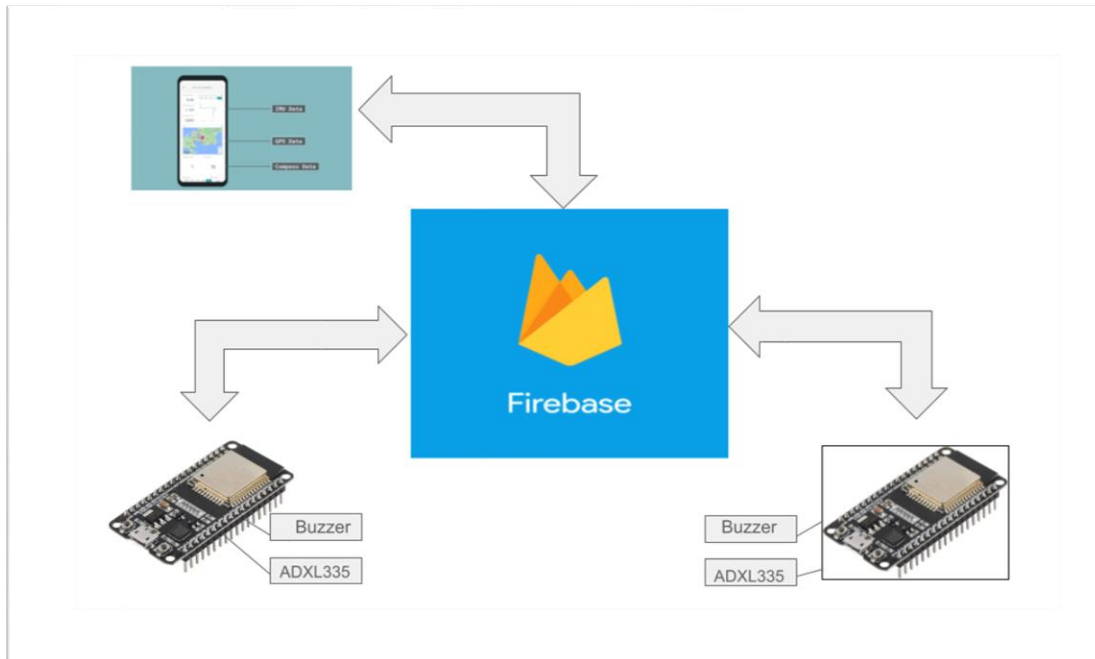 IMU Data
GPS Data
Compass Data
Firebase
Buzzer
ADXL335
Buzzer
ADXL335